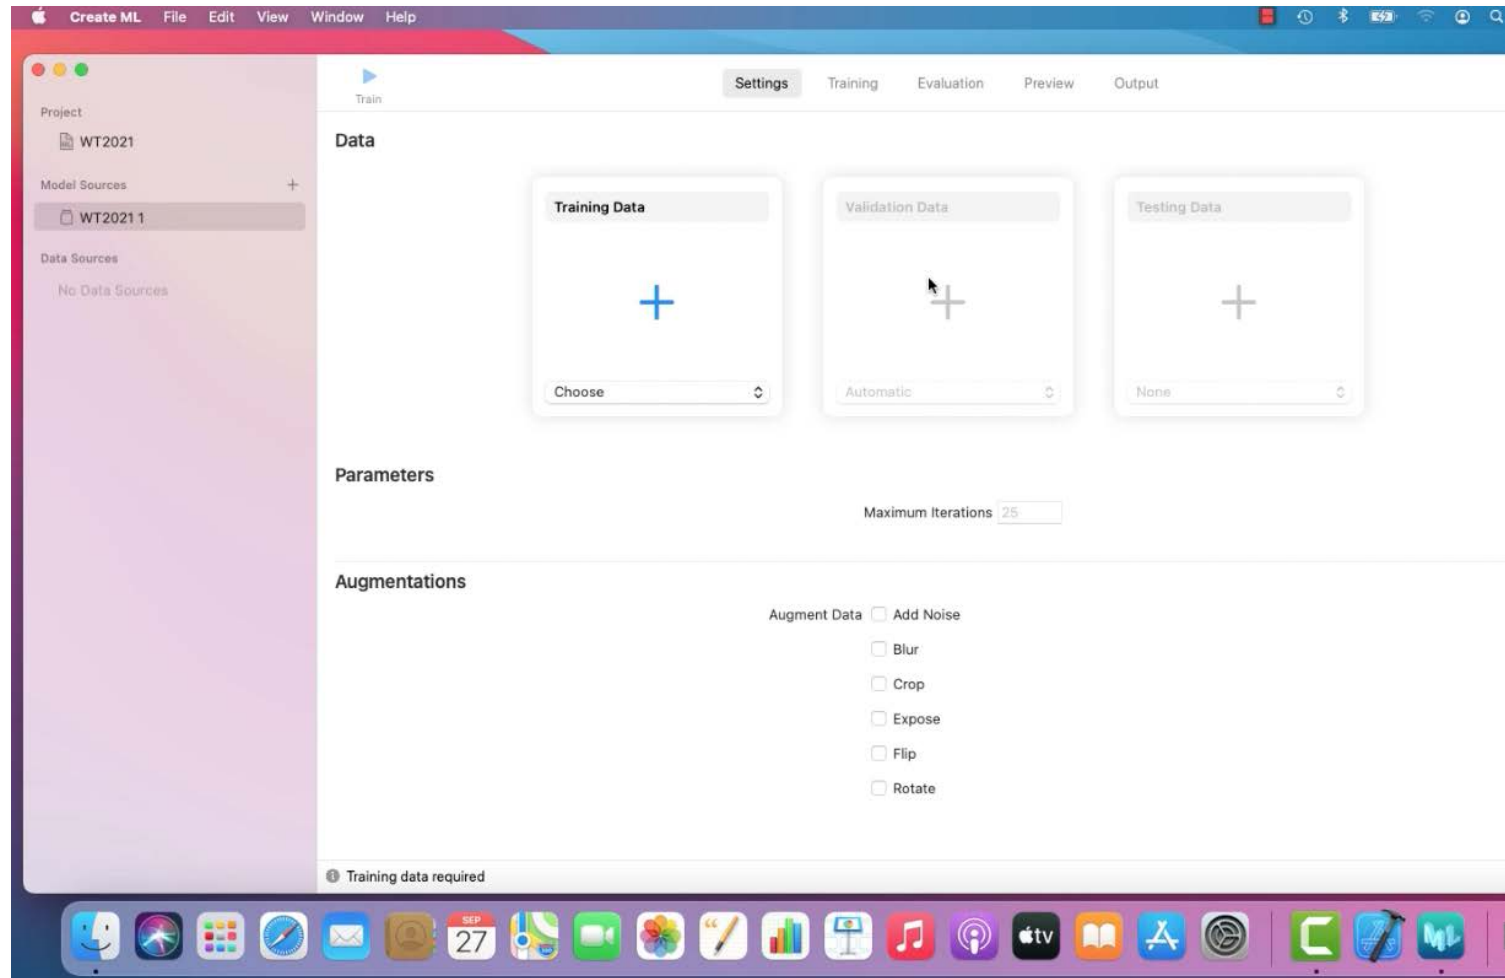 Create ML File Edit View Window Help
Train
Settings Training Evaluation Preview Output
Project
WT2021
Model Sources +
WT2021 1
Data Sources
No Data Sources
Data
Training Data Validation Data Testing Data
Choose Automatic None
Parameters
Maximum Iterations 25
Augmentations
Augment Data Add Noise
Blur
Crop
Expose
Flip
Rotate
Training data required
SEP
27
tv
ML